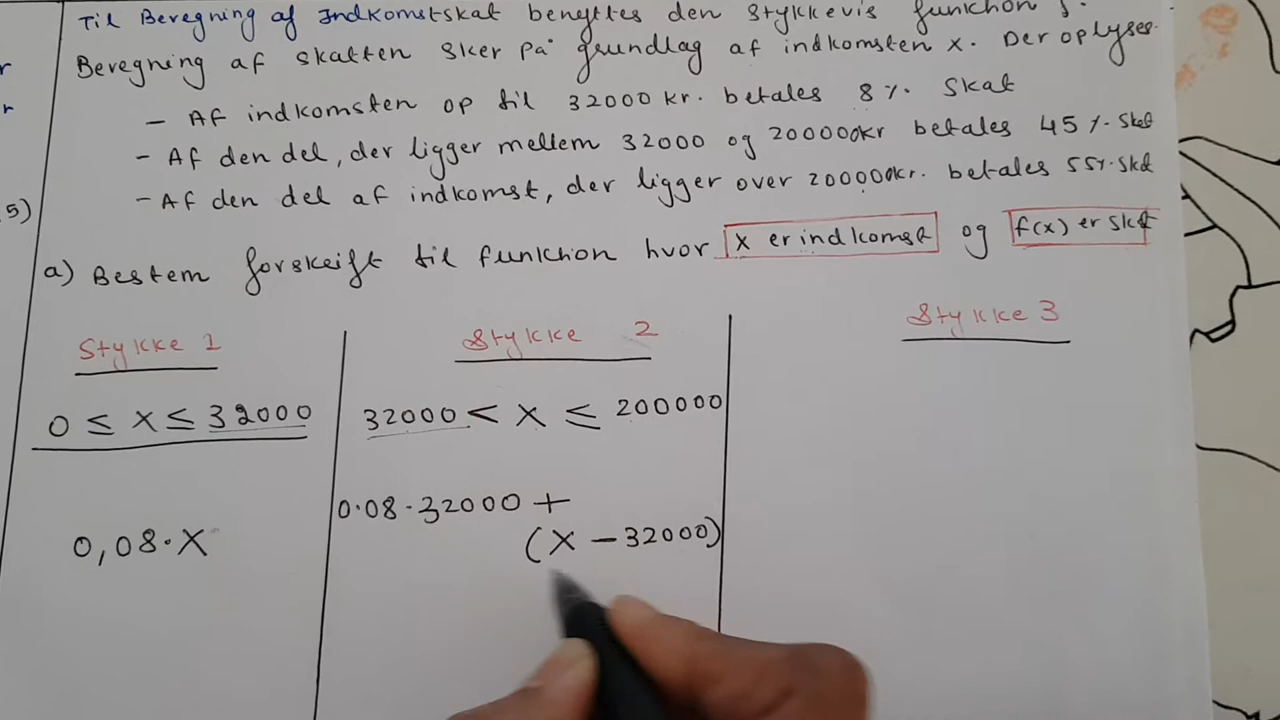 Til Beregning af Indkomstskat benyttes den stykkevis funkhon f.
r Beregning af skatten sker på grundlag af indkomsten x. Der oplyses.
r - Af indkomsten op til 32000 kr. betales 8 %. Skat
- Af den del, der ligger mellem 32000 og 200000kr betales 45 %. Skat
5) - Af den del af indkomst, der ligger over 200000kr. betales 55%. Skat
a) Bestem forskrift til funkhon hvor x er indkomst og f(x) er skat
Stykke 1
0 ≤ x ≤ 32000
0,08·x
Stykke 2
32000 < x ≤ 200000
0.08·32000 +
(x - 32000)
Stykke 3